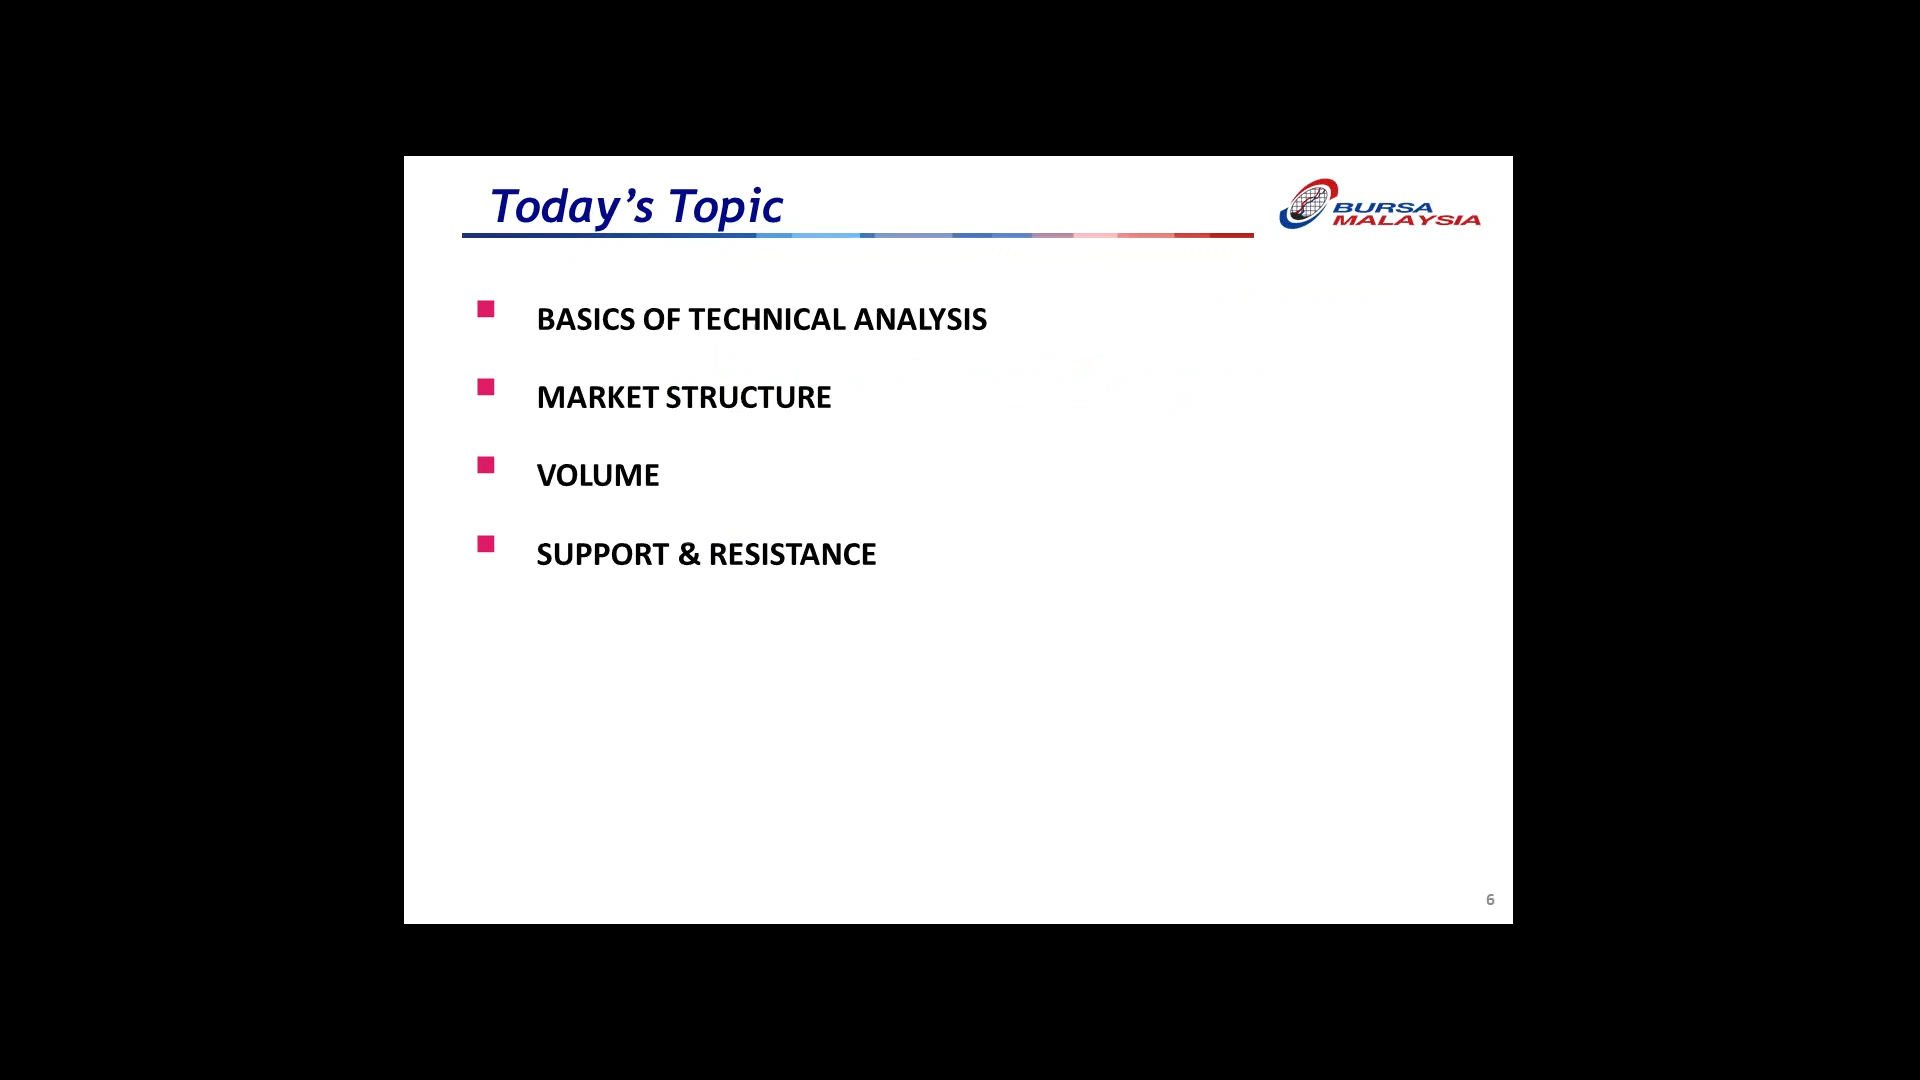 Today's Topic
BURSA
MALAYSIA
BASICS OF TECHNICAL ANALYSIS
MARKET STRUCTURE
VOLUME
SUPPORT & RESISTANCE
6